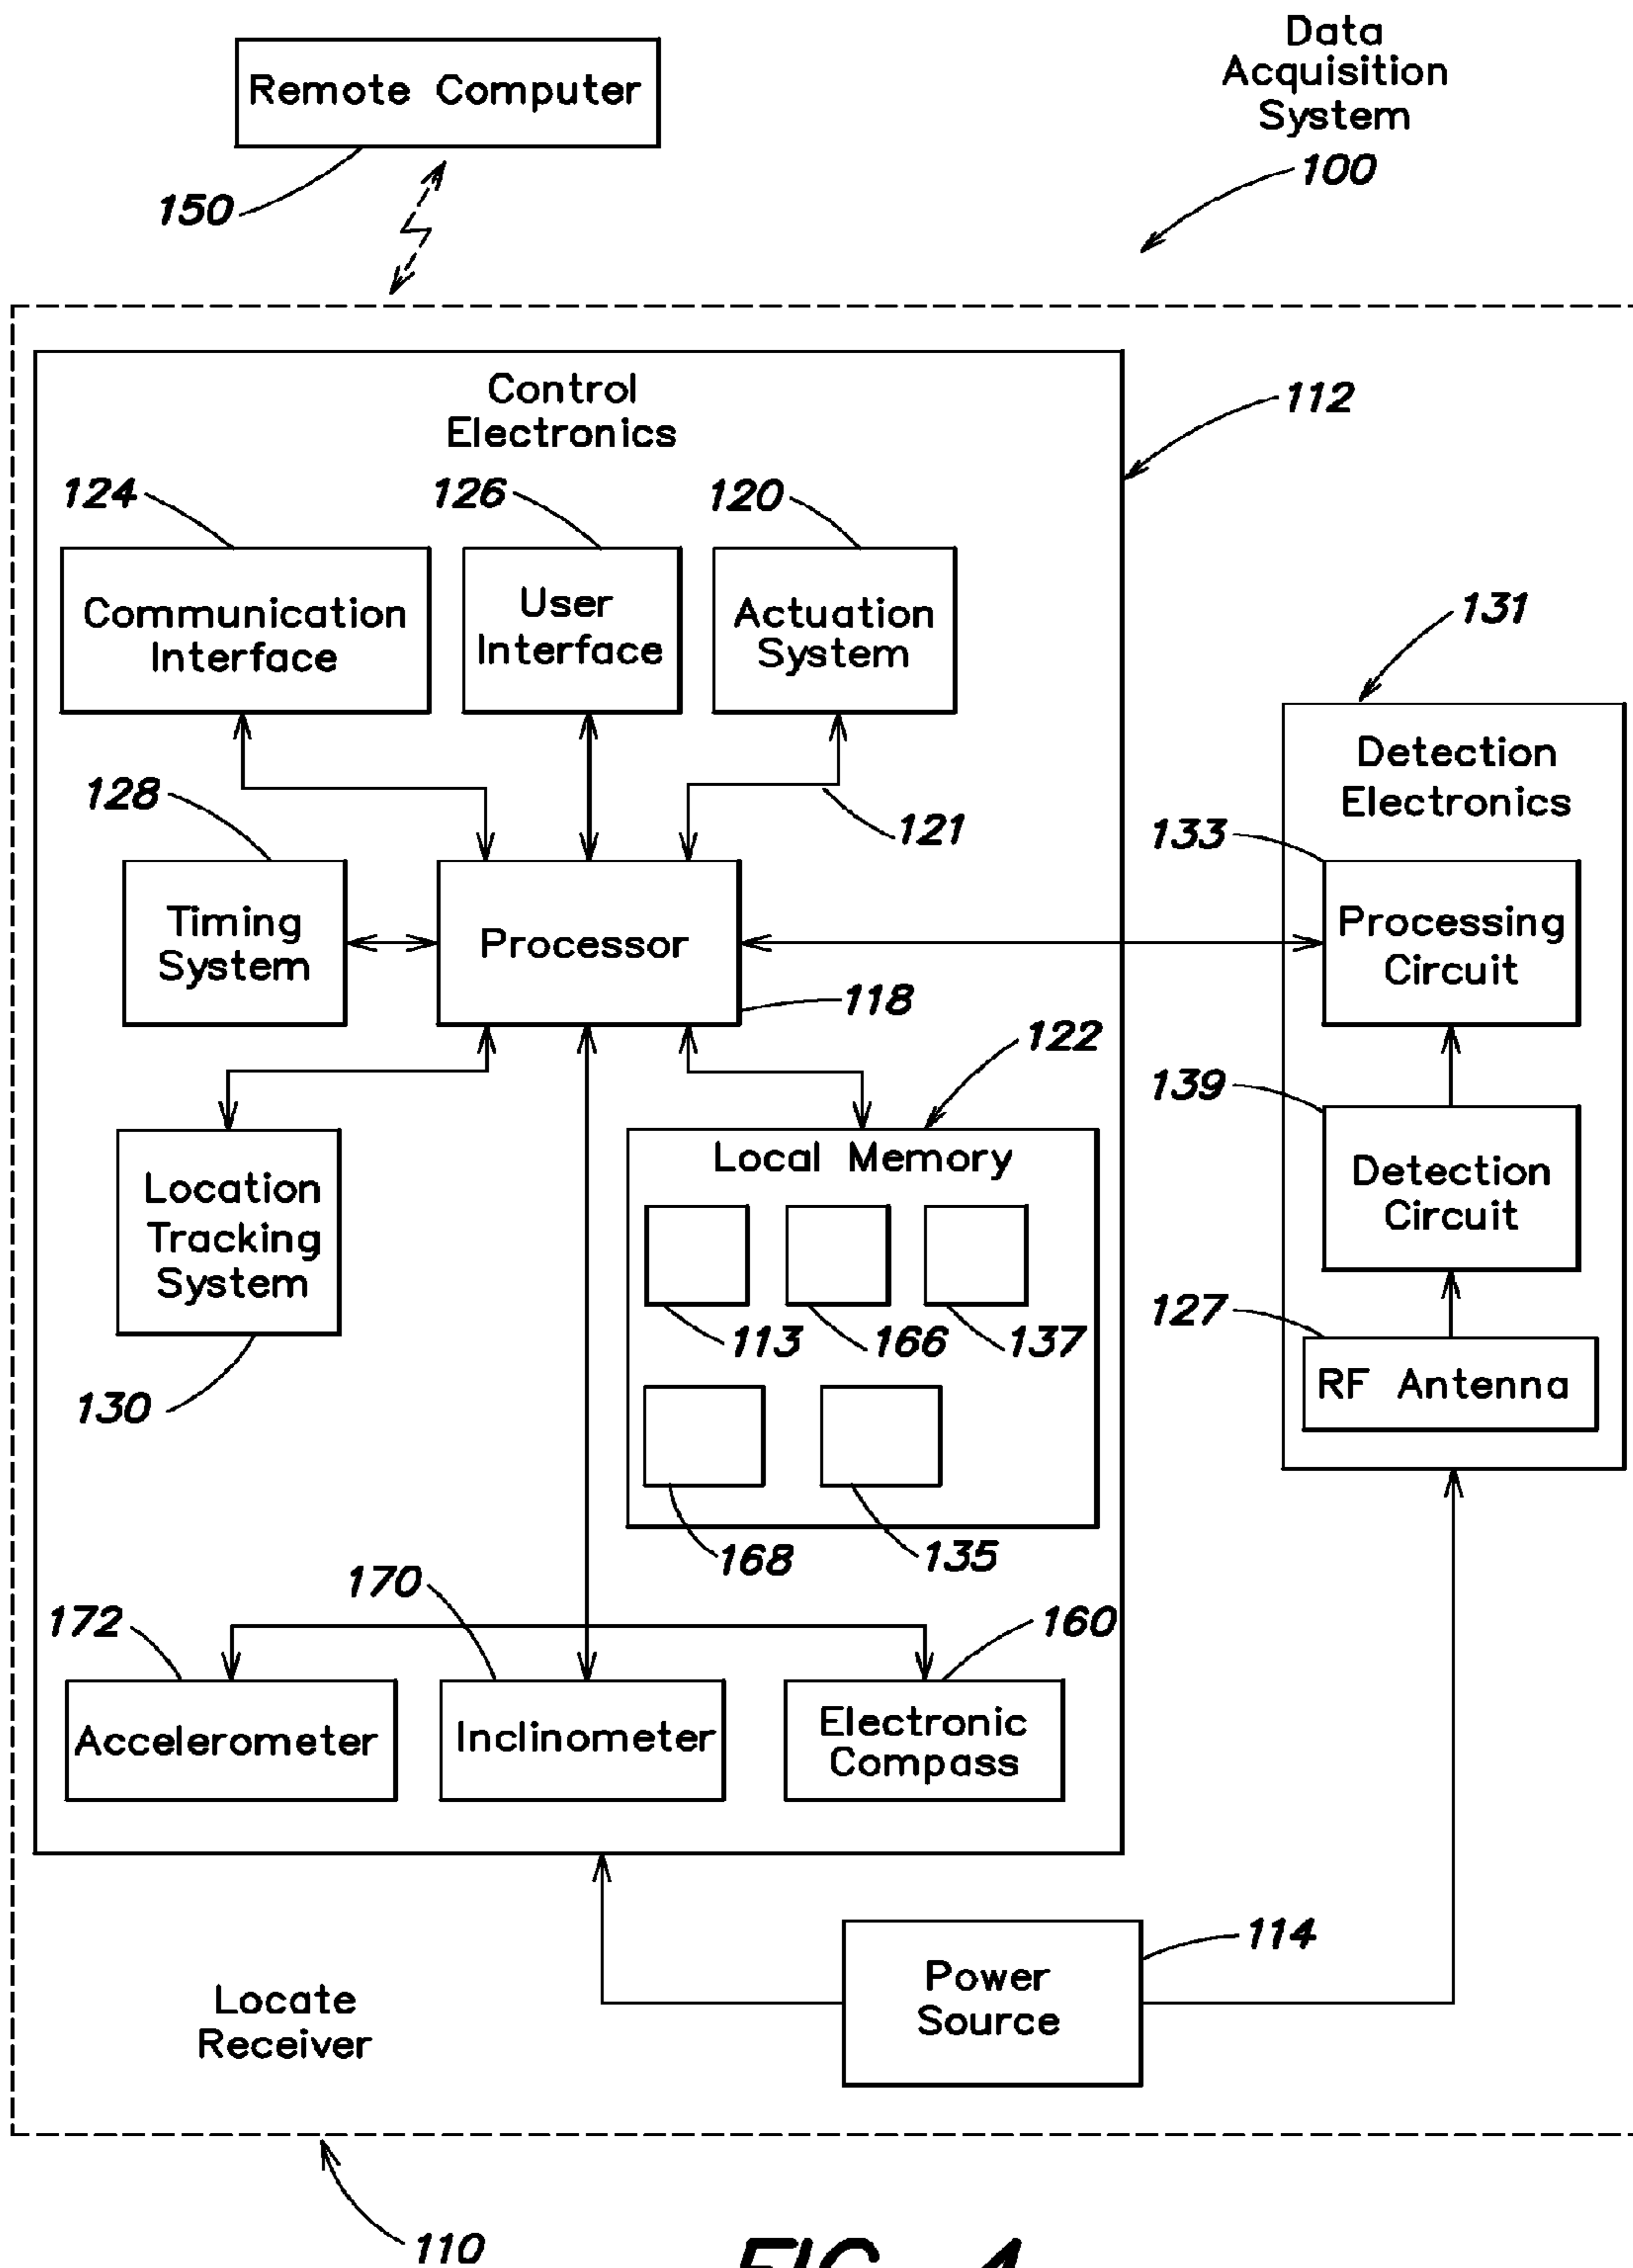 Data
Acquisition
System
100
Remote Computer
150
Control
Electronics
112
124
126
120
Communication
Interface
User
Interface
Actuation
System
131
Detection
Electronics
128
121
133
Timing
System
Processor
Processing
Circuit
118
122
139
Local Memory
Detection
Circuit
Location
Tracking
System
113
166
137
127
RF Antenna
130
168
135
170
172
160
Accelerometer
Inclinometer
Electronic
Compass
114
Power
Source
Locate
Receiver
110
FIG. 4